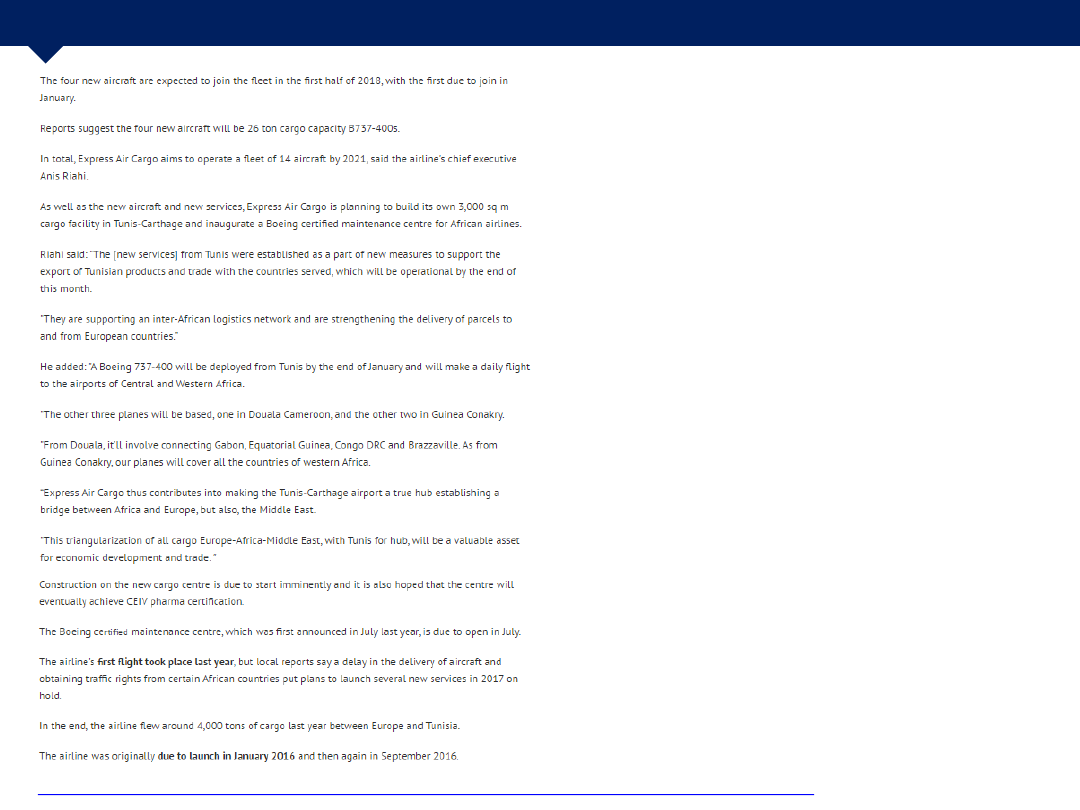 The four new aircraft are expected to join the fleet in the first half of 2018, with the first due to join in
January.
Reports suggest the four new aircraft will be 26 ton cargo capacity B737-400s.
In total, Express Air Cargo aims to operate a fleet of 14 aircraft by 2021, said the airline's chief executive
Anis Riahi.
As well as the new aircraft and new services, Express Air Cargo is planning to build its own 3,000 sq m
cargo facility in Tunis-Carthage and inaugurate a Boeing certified maintenance centre for African airlines.
Riahi said: "The [new services] from Tunis were established as a part of new measures to support the
export of Tunisian products and trade with the countries served, which will be operational by the end of
this month.
"They are supporting an inter-African logistics network and are strengthening the delivery of parcels to
and from European countries."
He added: "A Boeing 737-400 will be deployed from Tunis by the end of January and will make a daily flight
to the airports of Central and Western Africa.
"The other three planes will be based, one in Douala Cameroon, and the other two in Guinea Conakry.
"From Douala, it'll involve connecting Gabon, Equatorial Guinea, Congo DRC and Brazzaville. As from
Guinea Conakry, our planes will cover all the countries of western Africa.
"Express Air Cargo thus contributes into making the Tunis-Carthage airport a true hub establishing a
bridge between Africa and Europe, but also, the Middle East.
"This triangularization of all cargo Europe-Africa-Middle East, with Tunis for hub, will be a valuable asset
for economic development and trade. "
Construction on the new cargo centre is due to start imminently and it is also hoped that the centre will
eventually achieve CEIV pharma certification.
The Boeing certified maintenance centre, which was first announced in July last year, is due to open in July.
The airline's first flight took place last year, but local reports say a delay in the delivery of aircraft and
obtaining traffic rights from certain African countries put plans to launch several new services in 2017 on
hold.
In the end, the airline flew around 4,000 tons of cargo last year between Europe and Tunisia.
The airline was originally due to launch in January 2016 and then again in September 2016.